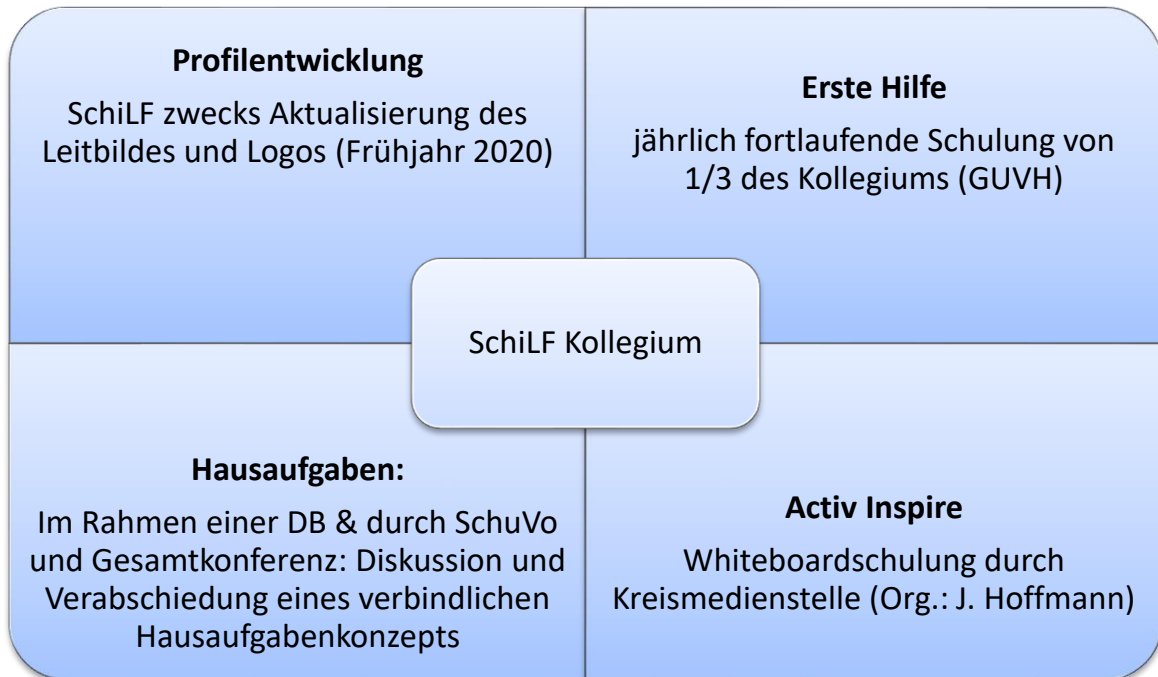 Profilentwicklung
SchiLF zwecks Aktualisierung des
Leitbildes und Logos (Frühjahr 2020)
Erste Hilfe
jährlich fortlaufende Schulung von
1/3 des Kollegiums (GUVH)
SchiLF Kollegium
Hausaufgaben:
Im Rahmen einer DB & durch SchuVo
und Gesamtkonferenz: Diskussion und
Verabschiedung eines verbindlichen
Hausaufgabenkonzepts
Activ Inspire
Whiteboardschulung durch
Kreismedienstelle (Org.: J. Hoffmann)